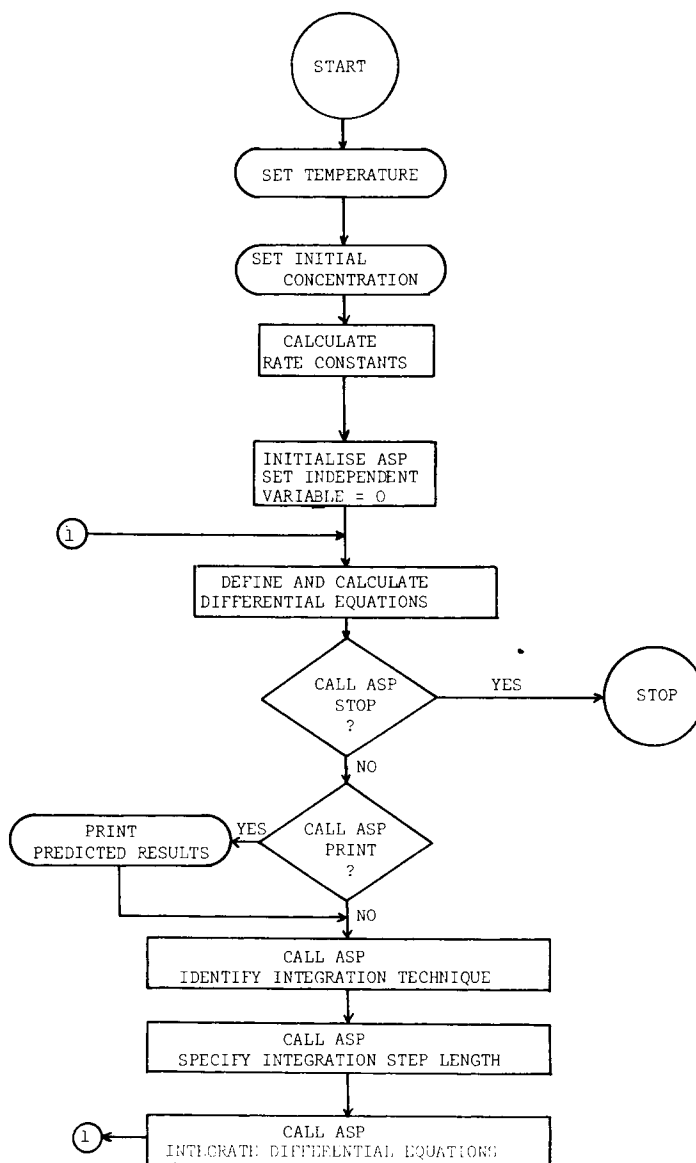 START
SET TEMPERATURE
SET INITIAL
CONCENTRATION
CALCULATE
RATE CONSTANTS
INITIALISE ASP
SET INDEPENDENT
VARIABLE = 0
1
DEFINE AND CALCULATE
DIFFERENTIAL EQUATIONS
CALL ASP
STOP
?
YES
STOP
NO
CALL ASP
PRINT
?
YES
PRINT
PREDICTED RESULTS
NO
CALL ASP
IDENTIFY INTEGRATION TECHNIQUE
CALL ASP
SPECIFY INTEGRATION STEP LENGTH
CALL ASP
INTEGRATE DIFFERENTIAL EQUATIONS
1